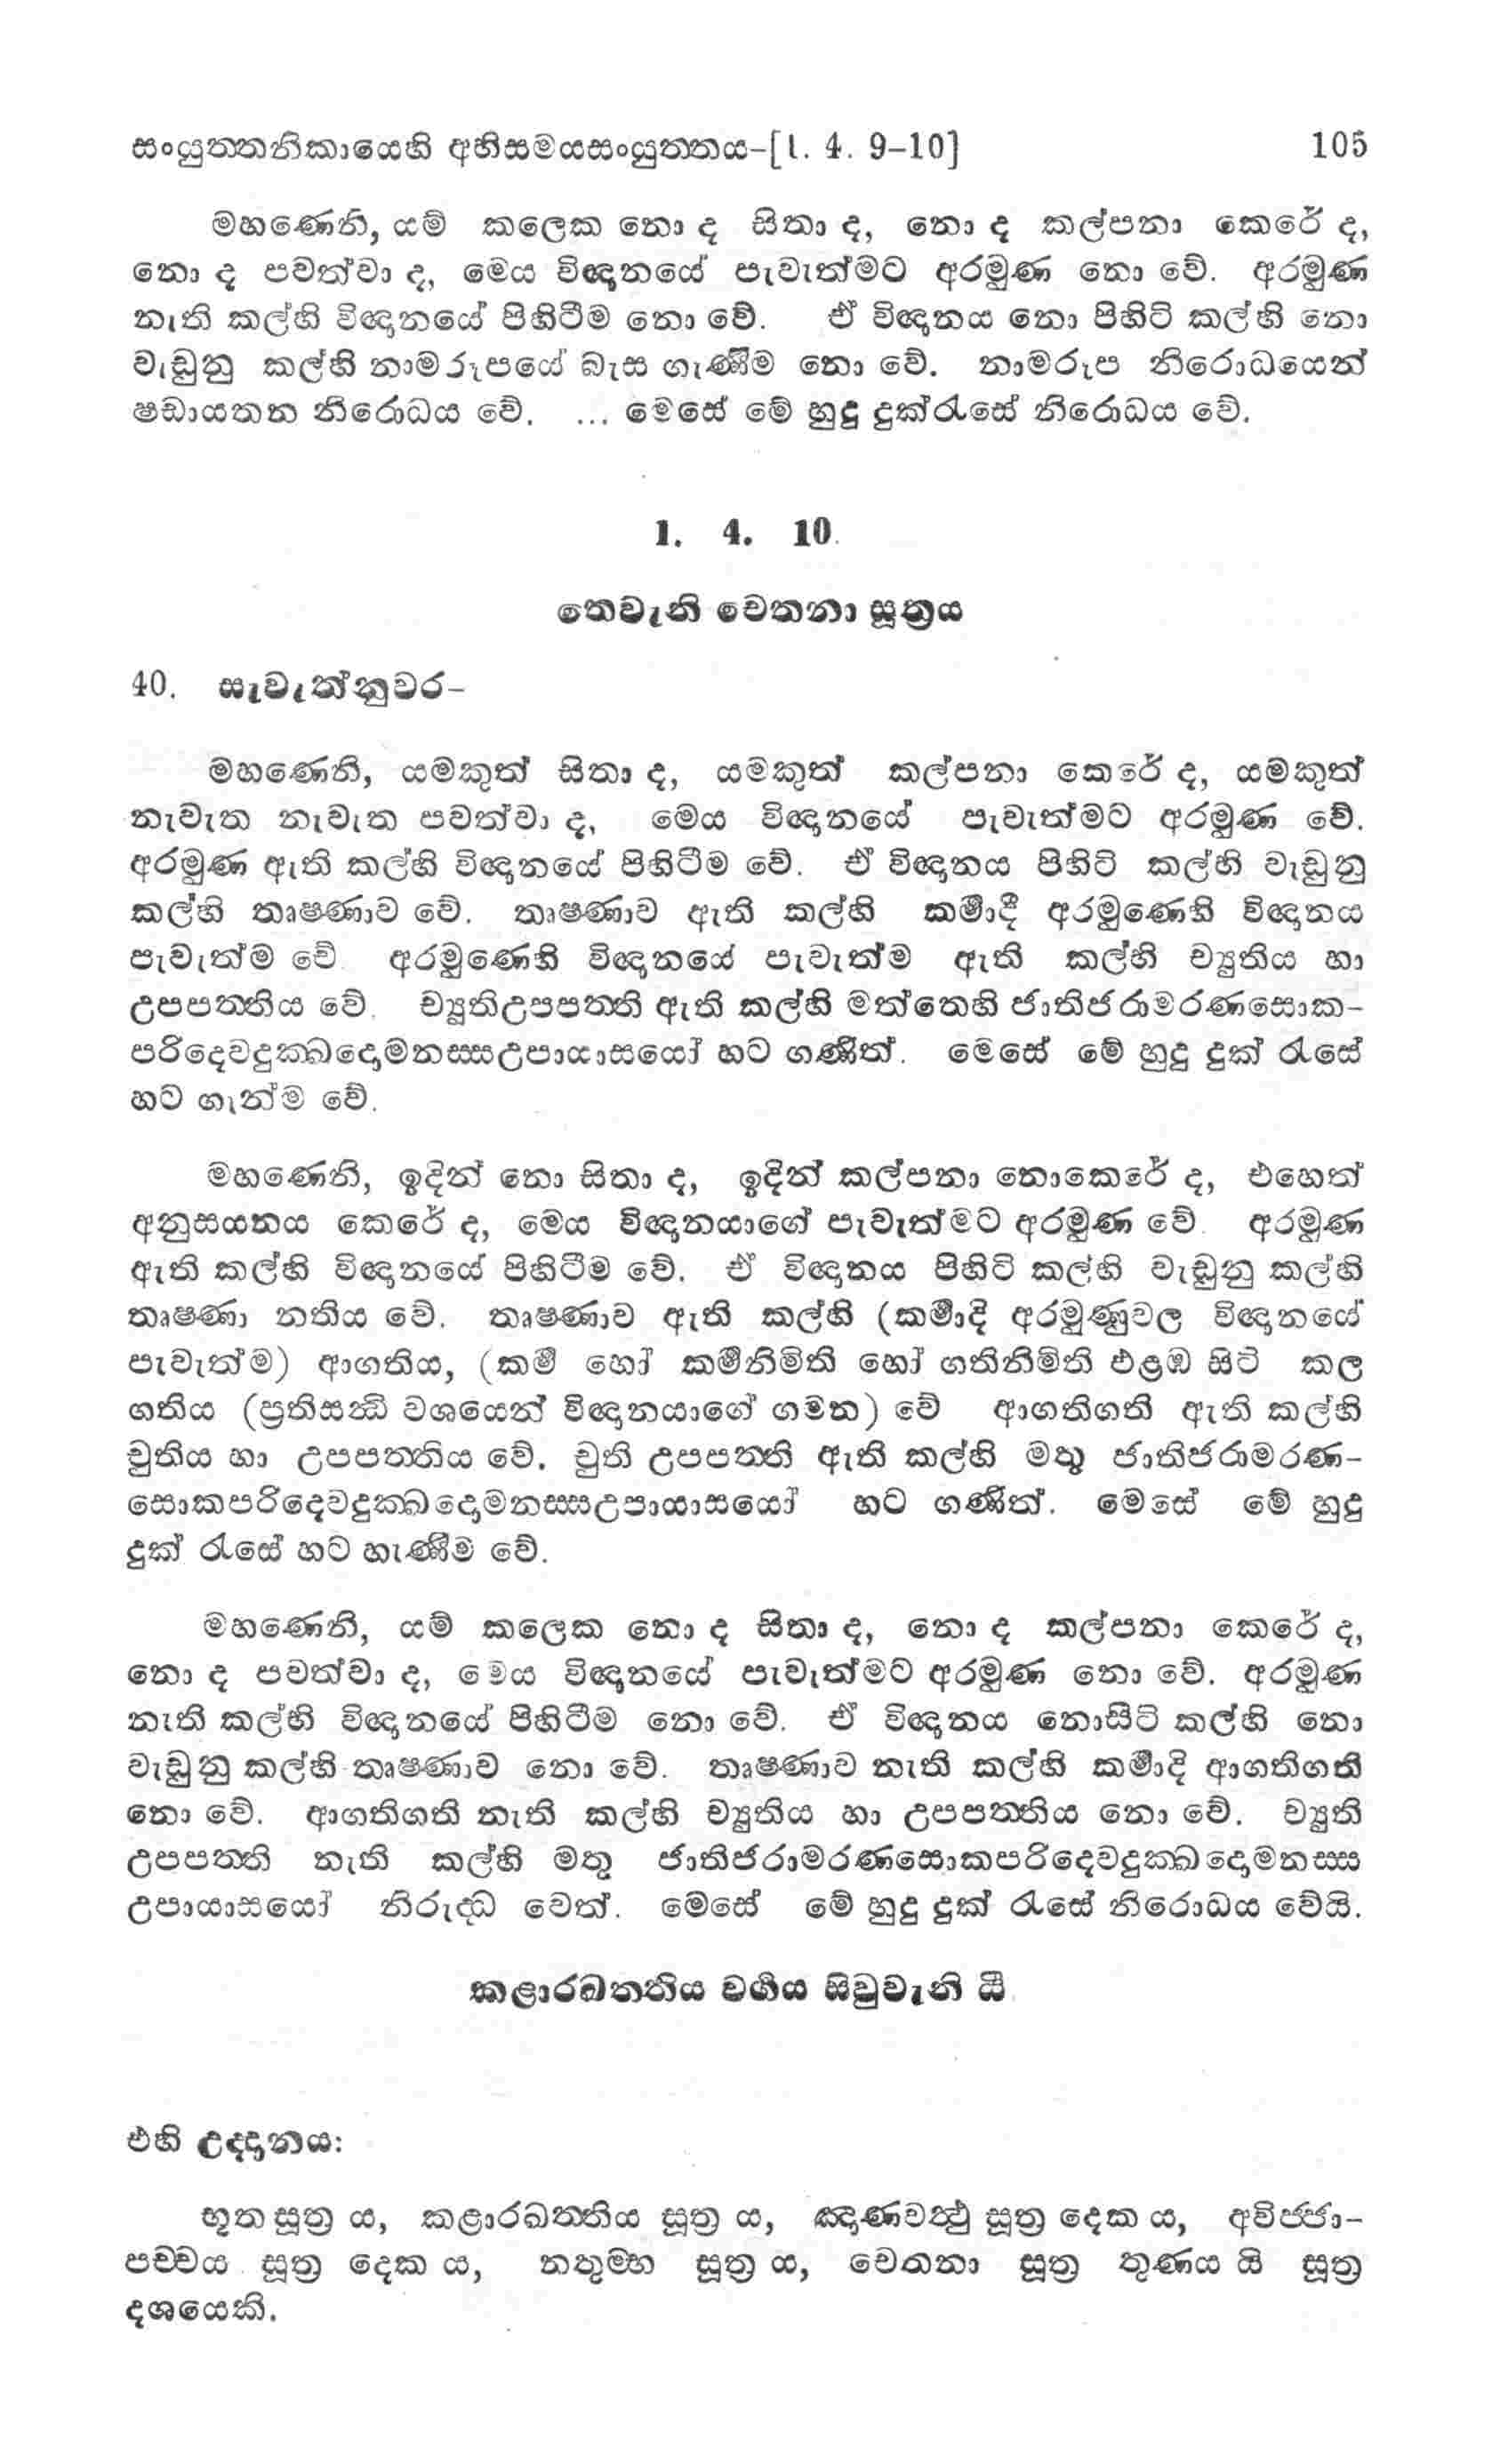 සංයුත්තනිකායෙහි අභිසමයසංයුත්තය-[1. 4. 9-10] 105
මහණෙනි, යම් කලෙක නො ද සිතා ද, නො ද කල්පනා කෙරේ ද,
නො ද පවත්වා ද, මෙය විඥානයේ පැවැත්මට අරමුණ නො වේ. අරමුණ
නැති කල්හි විඥානයේ පිහිටීම නො වේ. ඒ විඥානය නො පිහිටි කල්හි නො
වැඩුනු කල්හි නාමරූපයේ බැස ගැණීම නො වේ. නාමරූප නිරොධයෙන්
ෂඩායතන නිරොධය වේ. ... මෙසේ මේ හුදු දුක්රැසේ නිරොධය වේ.
1. 4. 10.
තෙවැනි චෙතනා සූත්‍රය
40. සැවැත්නුවර-
මහණෙනි, යමකුත් සිතා ද, යමකුත් කල්පනා කෙරේ ද, යමකුත්
නැවැත නැවැත පවත්වා ද, මෙය විඥානයේ පැවැත්මට අරමුණ වේ.
අරමුණ ඇති කල්හි විඥානයේ පිහිටීම වේ. ඒ විඥානය පිහිටි කල්හි වැඩුනු
කල්හි තෘෂණාව වේ. තෘෂණාව ඇති කල්හි කර්‍මාදී අරමුණෙහි විඥානය
පැවැත්ම වේ. අරමුණෙහි විඥානයේ පැවැත්ම ඇති කල්හි ච්‍යුතිය හා
උපපත්තිය වේ. ච්‍යුතිඋපපත්ති ඇති කල්හි මත්තෙහි ජාතිජරාමරණසොක-
පරිදෙවදුක්ඛදොමනස්සඋපායාසයෝ හට ගණිත්. මෙසේ මේ හුදු දුක් රැසේ
හට ගැන්ම වේ.
මහණෙනි, ඉදින් නො සිතා ද, ඉදින් කල්පනා නොකෙරේ ද, එහෙත්
අනුසයනය කෙරේ ද, මෙය විඥානයාගේ පැවැත්මට අරමුණ වේ. අරමුණ
ඇති කල්හි විඥානයේ පිහිටීම වේ. ඒ විඥානය පිහිටි කල්හි වැඩුනු කල්හි
තෘෂණා නතිය වේ. තෘෂණාව ඇති කල්හි (කර්‍මාදි අරමුණුවල විඥානයේ
පැවැත්ම) ආගතිය, (කර්‍ම හෝ කර්‍මනිමිති හෝ ගතිනිමිති එළඹ සිටි කල
ගතිය (ප්‍රතිසන්‍ධි වශයෙන් විඥානයාගේ ගමන) වේ ආගතිගති ඇති කල්හි
චුතිය හා උපපත්තිය වේ. චුති උපපත්ති ඇති කල්හි මතු ජාතිජරාමරණ-
සොකපරිදෙවදුක්ඛදොමනස්සඋපායාසයෝ හට ගණිත්. මෙසේ මේ හුදු
දුක් රැසේ හට හැණීම වේ.
මහණෙනි, යම් කලෙක නො ද සිතා ද, නො ද කල්පනා කෙරේ ද,
නො ද පවත්වා ද, මෙය විඥානයේ පැවැත්මට අරමුණ නො වේ. අරමුණ
නැති කල්හි විඥානයේ පිහිටීම නො වේ. ඒ විඥානය නොසිටි කල්හි නො
වැඩුනු කල්හි තෘෂණාව නො වේ. තෘෂණාව නැති කල්හි කර්‍මාදි ආගතිගති
නො වේ. ආගතිගති නැති කල්හි ච්‍යුතිය හා උපපත්තිය නො වේ. ච්‍යුති
උපපත්ති නැති කල්හි මතු ජාතිජරාමරණසොකපරිදෙවදුක්ඛදොමනස්ස
උපායාසයෝ නිරුද්ධ වෙත්. මෙසේ මේ හුදු දුක් රැසේ නිරොධය වේයි.
කළාරඛත්තිය වර්‍ගය සිවුවැනි යි.
එහි උද්දානය:
භූත සූත්‍ර ය, කළාරඛත්තිය සූත්‍ර ය, ඤාණවත්ථු සූත්‍ර දෙක ය, අවිජ්ජා-
පච්චය සූත්‍ර දෙක ය, නතුම්හ සූත්‍ර ය, චෙතනා සූත්‍ර තුණය යි සූත්‍ර
දශයෙකි.